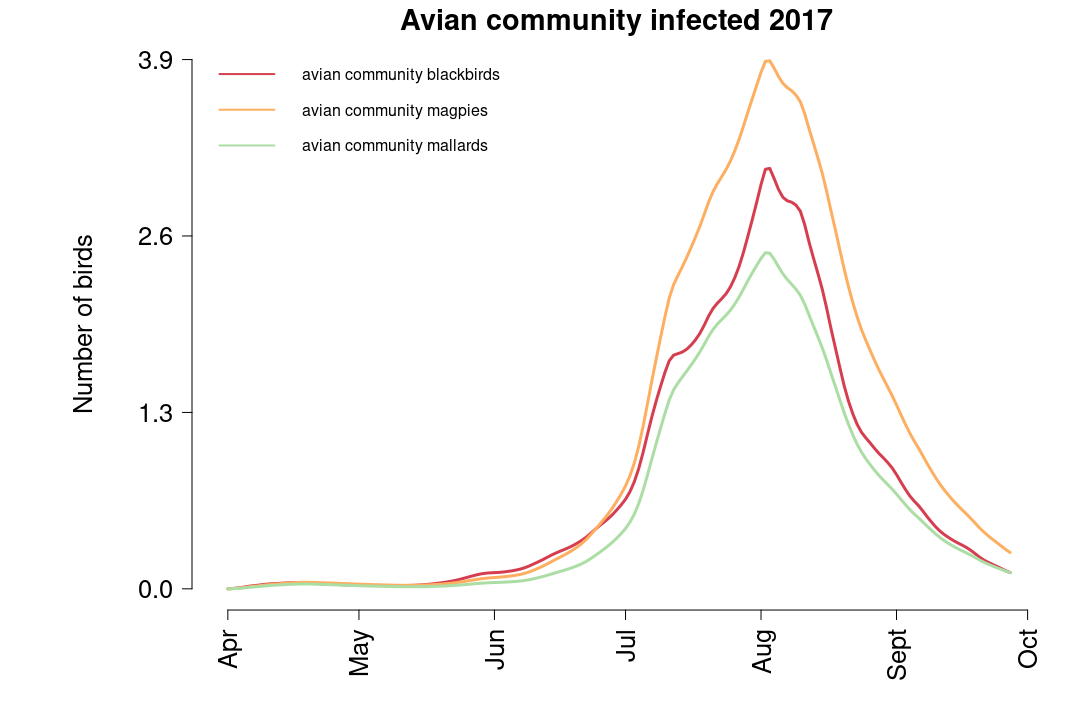 Avian community infected 2017
3.9
2.6
1.3
0.0
Number of birds
avian community blackbirds
avian community magpies
avian community mallards
Apr
May
Jun
Jul
Aug
Sept
Oct